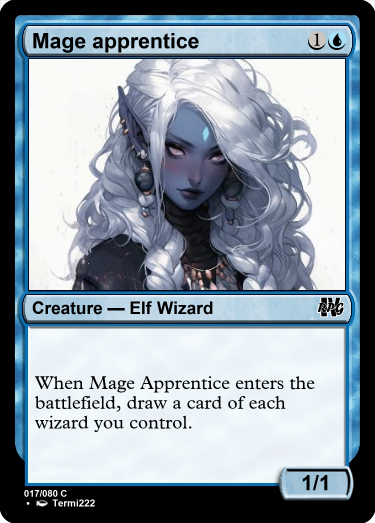 Mage apprentice 1
Creature — Elf Wizard
RPG
When Mage Apprentice enters the
battlefield, draw a card of each
wizard you control.
1/1
017/080 C
• Termi222